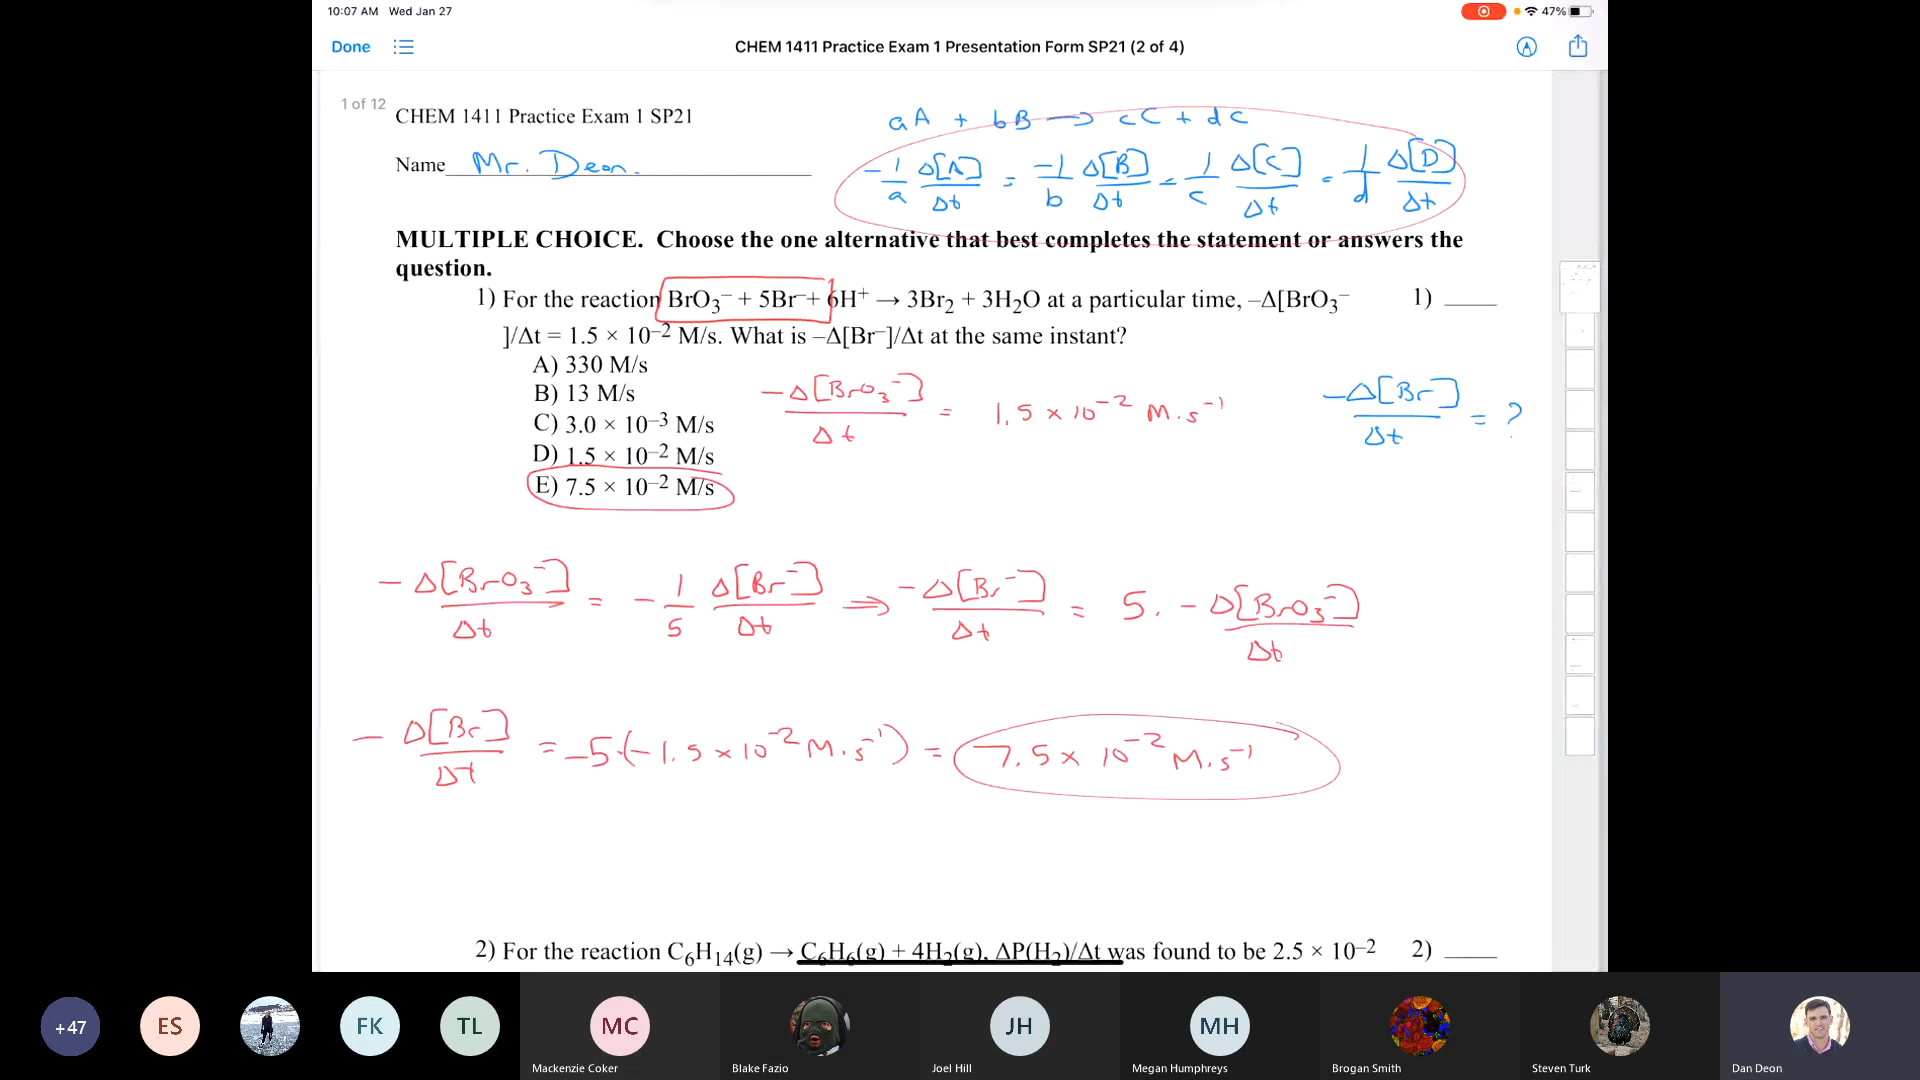 10:07 AM Wed Jan 27
47%
Done
CHEM 1411 Practice Exam 1 Presentation Form SP21 (2 of 4)
1 of 12
CHEM 1411 Practice Exam 1 SP21
aA + bB → cC + dC
Name Mr. Deon.
-1/a Δ[A]/Δt = -1/b Δ[B]/Δt = 1/c Δ[C]/Δt = 1/d Δ[D]/Δt
MULTIPLE CHOICE. Choose the one alternative that best completes the statement or answers the
question.
1) For the reaction BrO₃⁻ + 5Br⁻ + 6H⁺ → 3Br₂ + 3H₂O at a particular time, –Δ[BrO₃⁻ 1) ____
]/Δt = 1.5 × 10⁻² M/s. What is –Δ[Br⁻]/Δt at the same instant?
A) 330 M/s
B) 13 M/s
C) 3.0 × 10⁻³ M/s
D) 1.5 × 10⁻² M/s
E) 7.5 × 10⁻² M/s
-Δ[BrO₃⁻]/Δt = 1.5 × 10⁻² M·s⁻¹
-Δ[Br⁻]/Δt = ?
-Δ[BrO₃⁻]/Δt = -1/5 Δ[Br⁻]/Δt ⇒ -Δ[Br⁻]/Δt = 5. -Δ[BrO₃⁻]/Δt
-Δ[Br⁻]/Δt = -5·(-1.5 × 10⁻² M·s⁻¹) = 7.5 × 10⁻² M·s⁻¹
2) For the reaction C₆H₁₄(g) → C₆H₆(g) + 4H₂(g), ΔP(H₂)/Δt was found to be 2.5 × 10⁻² 2) ____
+47
ES
FK
TL
MC
JH
MH
Mackenzie Coker
Blake Fazio
Joel Hill
Megan Humphreys
Brogan Smith
Steven Turk
Dan Deon